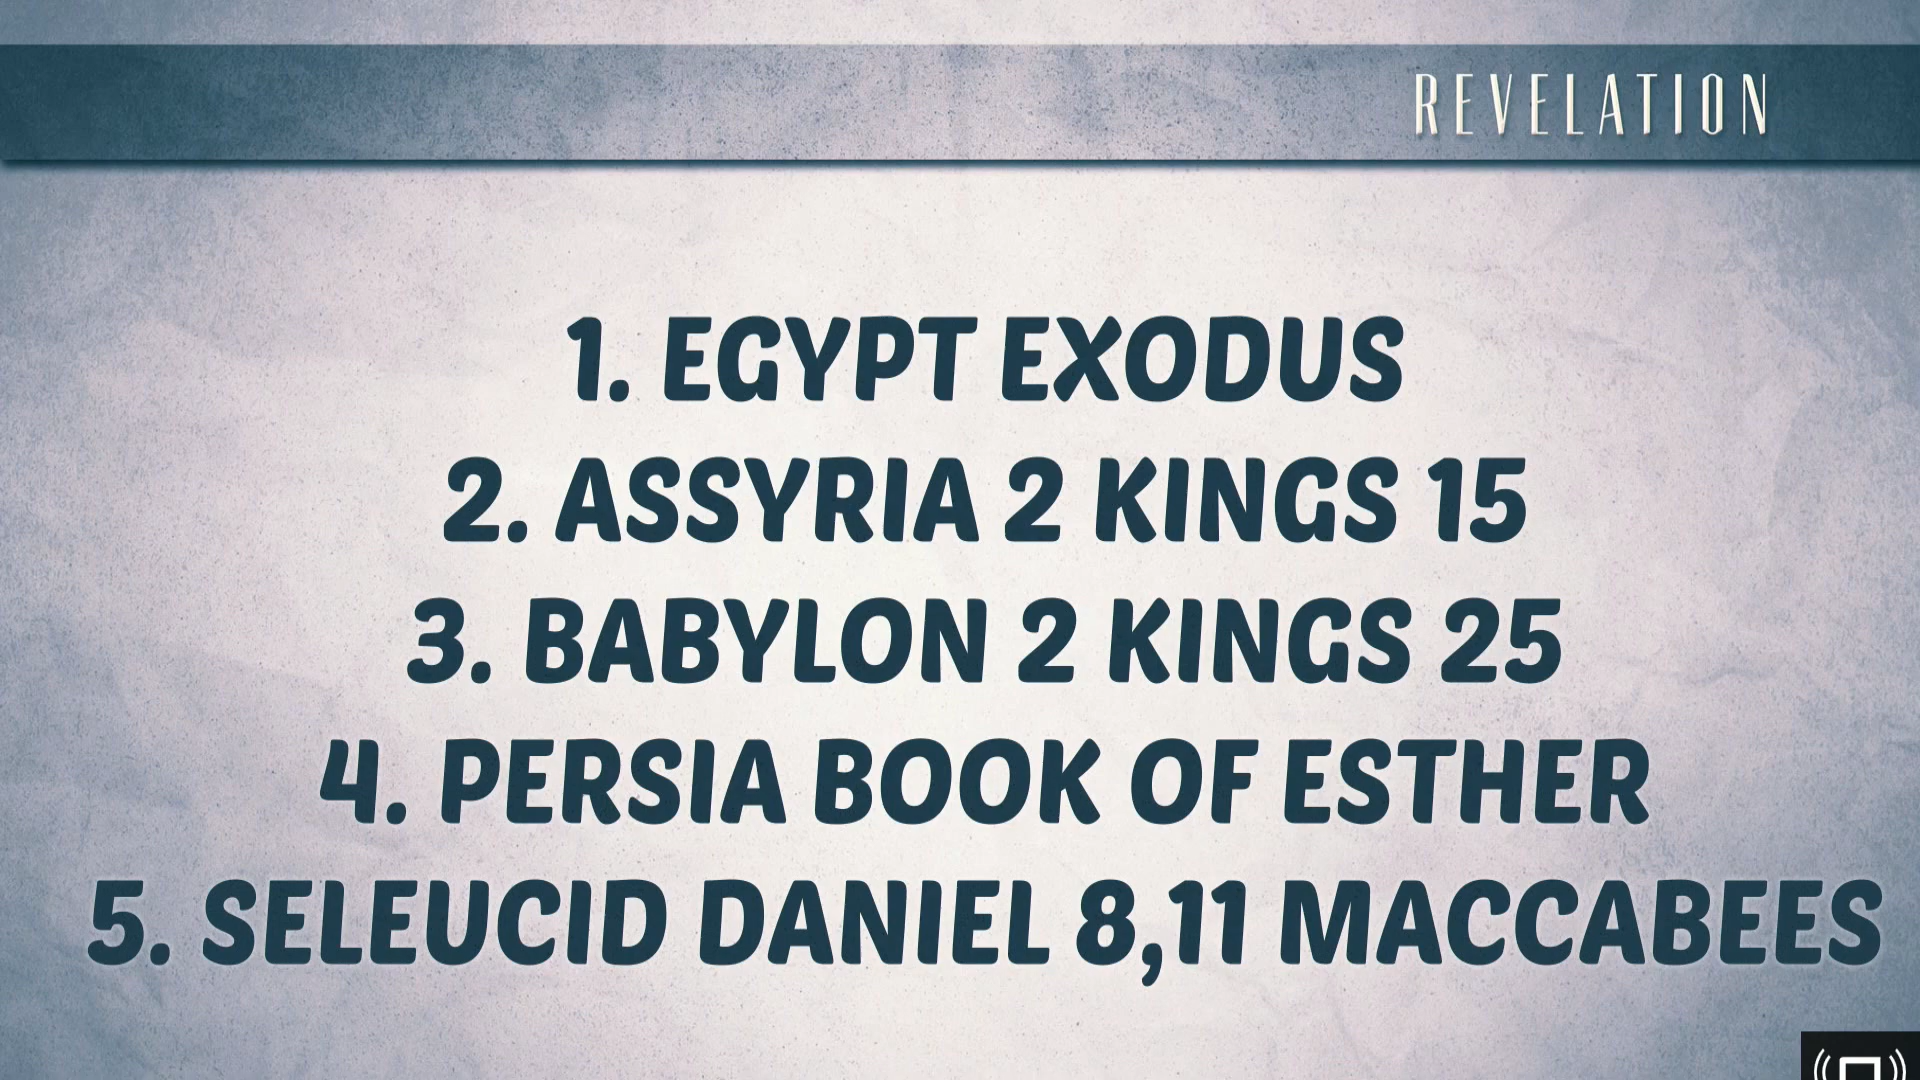 REVELATION
1. EGYPT EXODUS
2. ASSYRIA 2 KINGS 15
3. BABYLON 2 KINGS 25
4. PERSIA BOOK OF ESTHER
5. SELEUCID DANIEL 8,11 MACCABEES